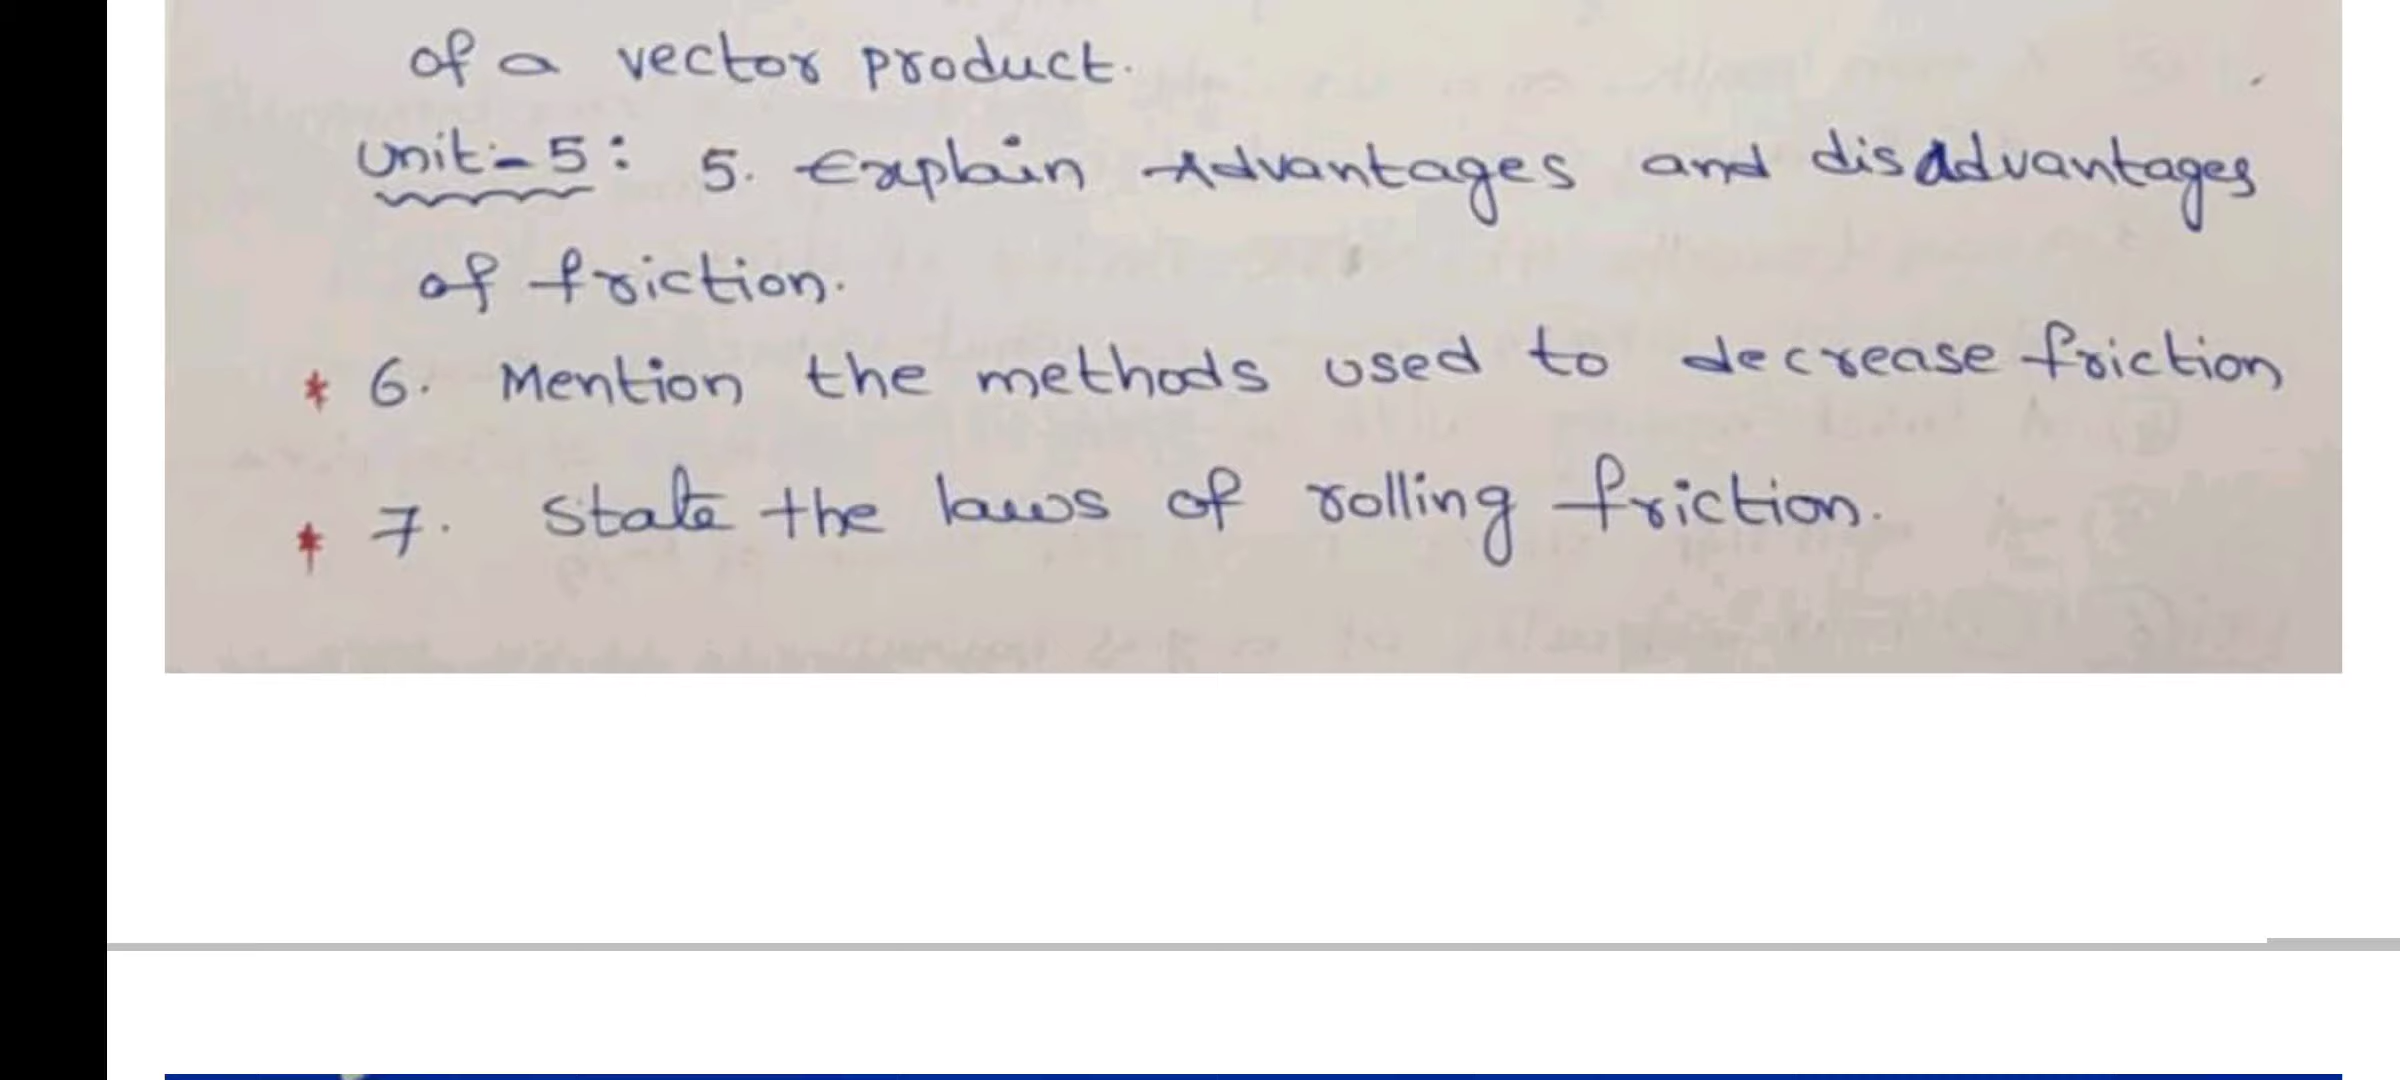 of a vector product.
Unit-5: 5. Explain Advantages and disadvantages
of friction.
* 6. Mention the methods used to decrease friction
* 7. State the laws of rolling friction.